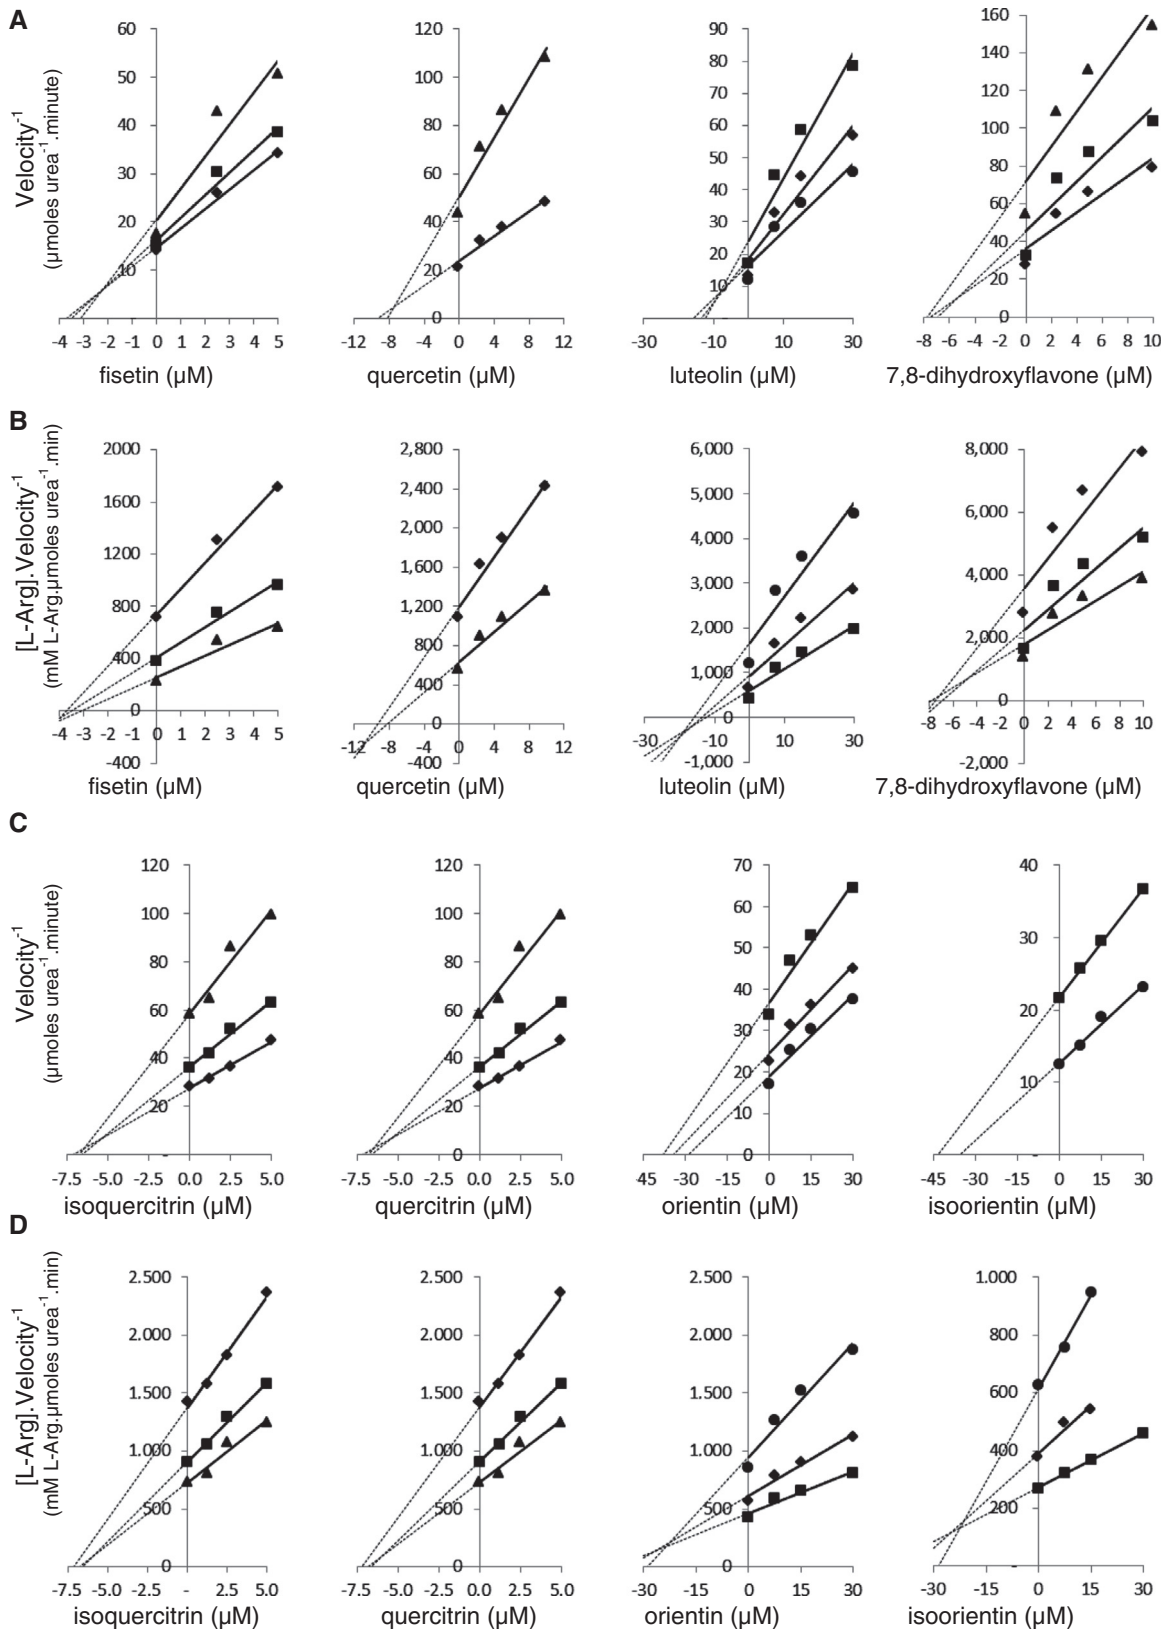 A
Velocity⁻¹
(μmoles urea⁻¹.minute)
60
50
40
30
20
10
-
-4 -3 -2 -1 0 1 2 3 4 5
fisetin (μM)
120
100
80
60
40
20
0
-12 -8 -4 0 4 8 12
quercetin (μM)
90
80
70
60
50
40
30
20
10
-
-30 -10 10 30
luteolin (μM)
160
140
120
100
80
60
40
20
0
-8 -6 -4 -2 0 2 4 6 8 10
7,8-dihydroxyflavone (μM)
B
[L-Arg].Velocity⁻¹
(mM L-Arg.μmoles urea⁻¹.min)
2000
1600
1200
800
400
0
-400
-4 -3 -2 -1 0 1 2 3 4 5
fisetin (μM)
2,800
2,400
2,000
1,600
1,200
800
400
0
-400
-12 -8 -4 0 4 8 12
quercetin (μM)
6,000
5,000
4,000
3,000
2,000
1,000
0
-1,000
-30 -10 10 30
luteolin (μM)
8,000
6,000
4,000
2,000
0
-2,000
-8 -6 -4 -2 0 2 4 6 8 10
7,8-dihydroxyflavone (μM)
C
Velocity⁻¹
(μmoles urea⁻¹.minute)
120
100
80
60
40
20
-
-7.5 -5.0 -2.5 0.0 2.5 5.0
isoquercitrin (μM)
120
100
80
60
40
20
0
-7.5 -5.0 -2.5 0.0 2.5 5.0
quercitrin (μM)
70
60
50
40
30
20
10
0
-45 -30 -15 0 15 30
orientin (μM)
40
30
20
10
-
-45 -30 -15 0 15 30
isoorientin (μM)
D
[L-Arg].Velocity⁻¹
(mM L-Arg.μmoles urea⁻¹.min)
2.500
2.000
1.500
1.000
500
0
-7.5 -5.0 -2.5 - 2.5 5.0
isoquercitrin (μM)
2.500
2.000
1.500
1.000
500
0
-7.5 -5.0 -2.5 0.0 2.5 5.0
quercitrin (μM)
2.500
2.000
1.500
1.000
500
0
-30 -15 0 15 30
orientin (μM)
1.000
800
600
400
200
-
-30 -15 0 15 30
isoorientin (μM)